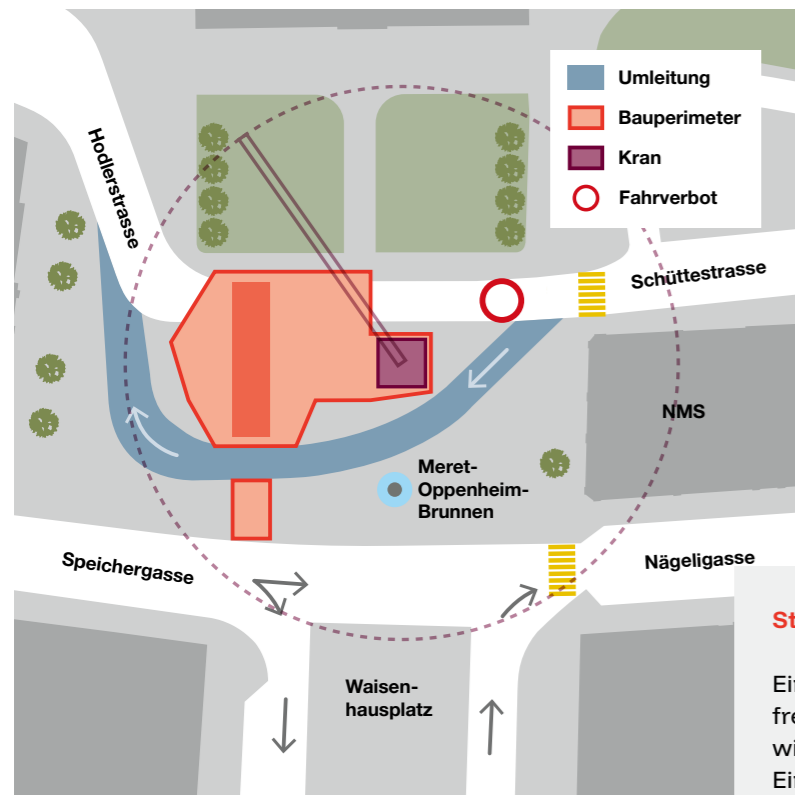 Umleitung
Bauperimeter
Kran
Fahrverbot
Hodlerstrasse
Schüttestrasse
NMS
Meret-
Oppenheim-
Brunnen
Speichergasse
Nägeligasse
Waisen-
hausplatz